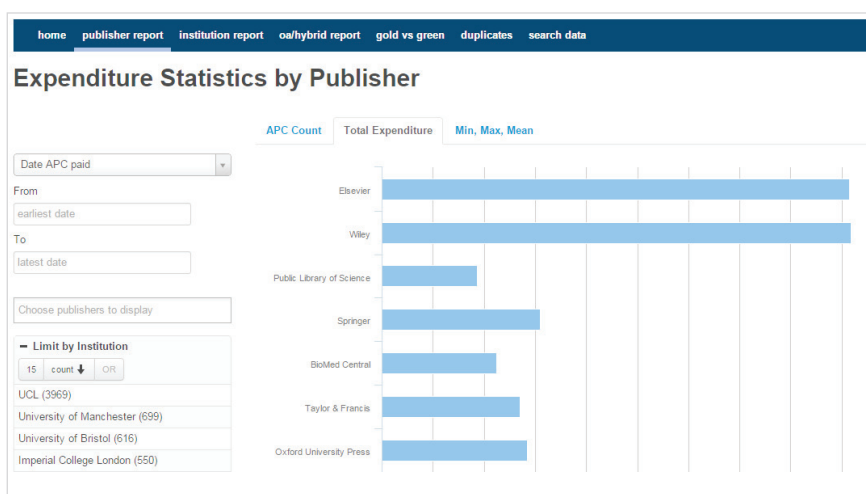 home publisher report institution report oa/hybrid report gold vs green duplicates search data
Expenditure Statistics by Publisher
APC Count Total Expenditure Min, Max, Mean
Date APC paid
From
earliest date
To
latest date
Choose publishers to display
Limit by Institution
15 count OR
UCL (3969)
University of Manchester (699)
University of Bristol (616)
Imperial College London (550)
Elsevier
Wiley
Public Library of Science
Springer
BioMed Central
Taylor & Francis
Oxford University Press